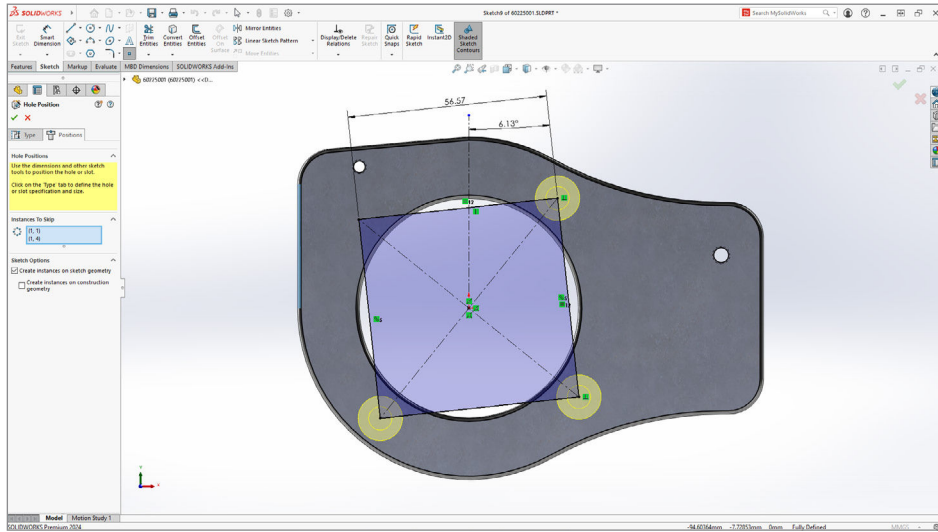 SOLIDWORKS
Sketch9 of 60225001.SLDPRT *
Search MySolidWorks
Exit Sketch
Smart Dimension
Trim Entities
Convert Entities
Offset Entities
Offset On Surface
Mirror Entities
Linear Sketch Pattern
Move Entities
Display/Delete Relations
Repair Sketch
Quick Snaps
Rapid Sketch
Instant2D
Shaded Sketch Contours
Features
Sketch
Markup
Evaluate
MBD Dimensions
SOLIDWORKS Add-Ins
60225001 (60225001) <<D...
Hole Position
Type
Positions
Hole Positions
Use the dimensions and other sketch
tools to position the hole or slot.
Click on the 'Type' tab to define the hole
or slot specification and size.
Instances To Skip
(1, 1)
(1, 4)
Sketch Options
Create instances on sketch geometry
Create instances on construction
geometry
56.57
6.13°
Model
Motion Study 1
SOLIDWORKS Premium 2024
-94.60364mm
-7.72053mm
0mm
Fully Defined
MMGS